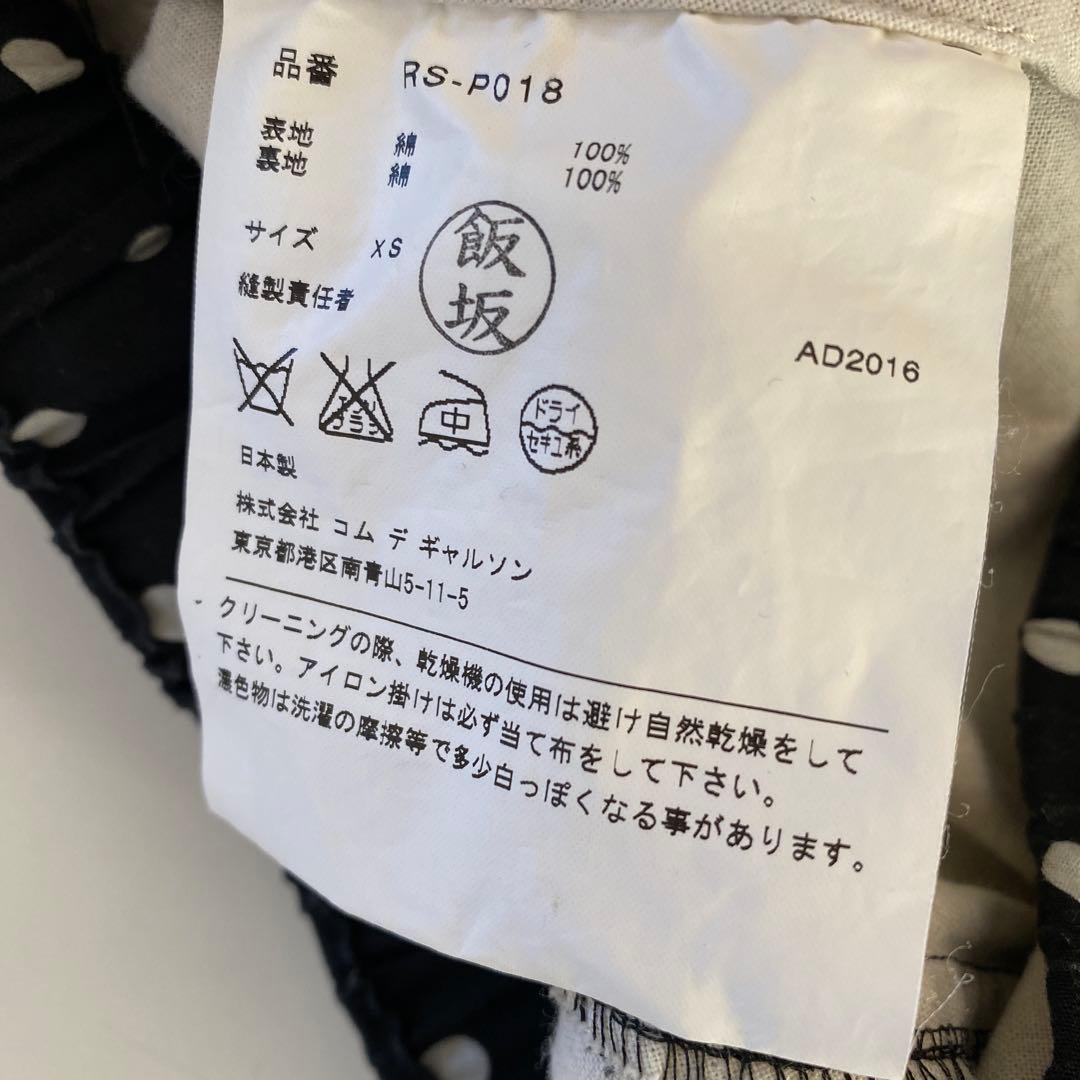 品番 RS-P018
表地 綿 100%
裏地 綿 100%
サイズ XS
飯坂
縫製責任者
AD2016
エンソ
サラシ
中
ドライ
セキユ系
日本製
株式会社 コム デ ギャルソン
東京都港区南青山5-11-5
クリーニングの際、乾燥機の使用は避け自然乾燥をして
下さい。アイロン掛けは必ず当て布をして下さい。
濃色物は洗濯の摩擦等で多少白っぽくなる事があります。